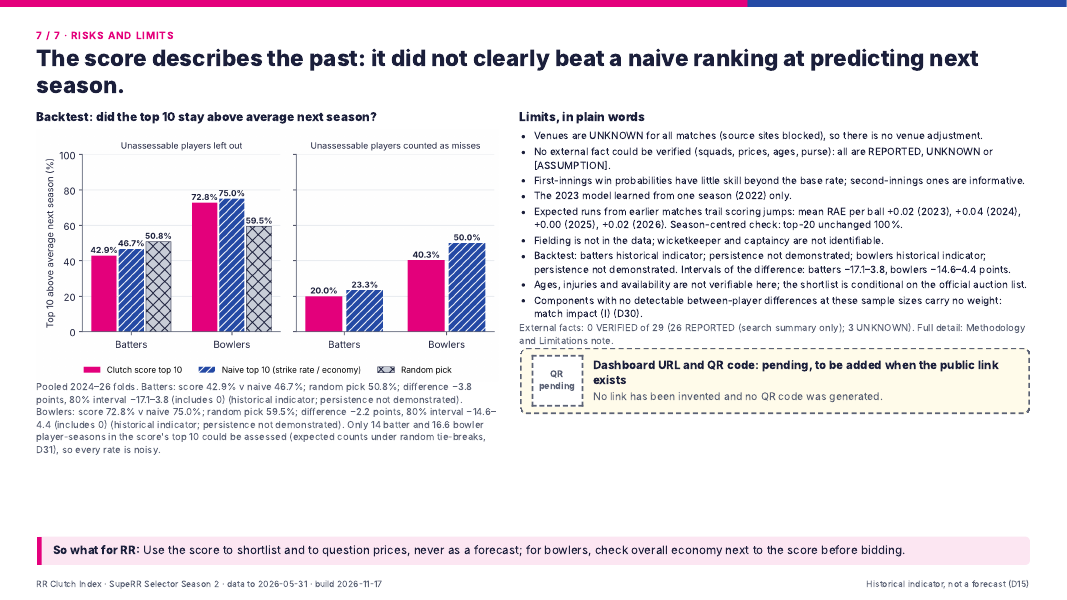 7 / 7 · RISKS AND LIMITS
The score describes the past: it did not clearly beat a naive ranking at predicting next
season.
Backtest: did the top 10 stay above average next season?
Unassessable players left out
Unassessable players counted as misses
Top 10 above average next season (%)
100
80
60
40
20
0
42.9%
46.7%
50.8%
72.8%
75.0%
59.5%
20.0%
23.3%
40.3%
50.0%
Batters
Bowlers
Batters
Bowlers
Clutch score top 10
Naive top 10 (strike rate / economy)
Random pick
Pooled 2024–26 folds. Batters: score 42.9% v naive 46.7%; random pick 50.8%; difference −3.8
points, 80% interval −17.1–3.8 (includes 0) (historical indicator; persistence not demonstrated).
Bowlers: score 72.8% v naive 75.0%; random pick 59.5%; difference −2.2 points, 80% interval −14.6–
4.4 (includes 0) (historical indicator; persistence not demonstrated). Only 14 batter and 16.6 bowler
player-seasons in the score's top 10 could be assessed (expected counts under random tie-breaks,
D31), so every rate is noisy.
Limits, in plain words
• Venues are UNKNOWN for all matches (source sites blocked), so there is no venue adjustment.
• No external fact could be verified (squads, prices, ages, purse): all are REPORTED, UNKNOWN or
[ASSUMPTION].
• First-innings win probabilities have little skill beyond the base rate; second-innings ones are informative.
• The 2023 model learned from one season (2022) only.
• Expected runs from earlier matches trail scoring jumps: mean RAE per ball +0.02 (2023), +0.04 (2024),
+0.00 (2025), +0.02 (2026). Season-centred check: top-20 unchanged 100%.
• Fielding is not in the data; wicketkeeper and captaincy are not identifiable.
• Backtest: batters historical indicator; persistence not demonstrated; bowlers historical indicator;
persistence not demonstrated. Intervals of the difference: batters −17.1–3.8, bowlers −14.6–4.4 points.
• Ages, injuries and availability are not verifiable here; the shortlist is conditional on the official auction list.
• Components with no detectable between-player differences at these sample sizes carry no weight:
match impact (I) (D30).
External facts: 0 VERIFIED of 29 (26 REPORTED (search summary only); 3 UNKNOWN). Full detail: Methodology
and Limitations note.
QR
pending
Dashboard URL and QR code: pending, to be added when the public link
exists
No link has been invented and no QR code was generated.
So what for RR: Use the score to shortlist and to question prices, never as a forecast; for bowlers, check overall economy next to the score before bidding.
RR Clutch Index · SupeRR Selector Season 2 · data to 2026-05-31 · build 2026-11-17
Historical indicator, not a forecast (D15)